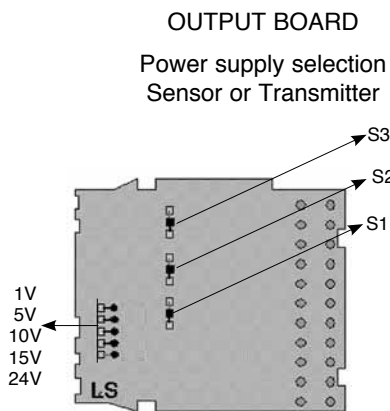 OUTPUT BOARD
Power supply selection
Sensor or Transmitter
S3
S2
S1
1V
5V
10V
15V
24V
LS